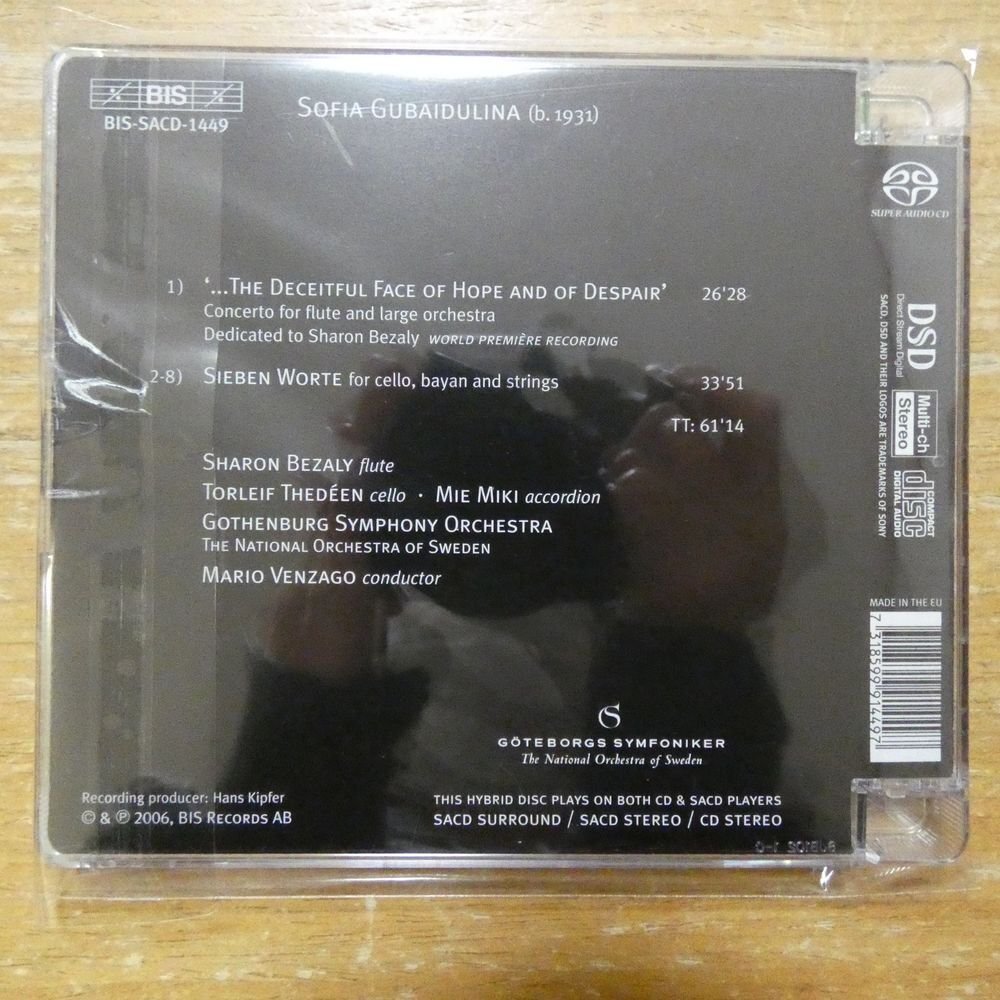 BIS
BIS-SACD-1449
SOFIA GUBAIDULINA (b. 1931)
1) '...THE DECEITFUL FACE OF HOPE AND OF DESPAIR' 26'28
Concerto for flute and large orchestra
Dedicated to Sharon Bezaly WORLD PREMIÈRE RECORDING
2-8) SIEBEN WORTE for cello, bayan and strings 33'51
TT: 61'14
SHARON BEZALY flute
TORLEIF THEDÉEN cello · MIE MIKI accordion
GOTHENBURG SYMPHONY ORCHESTRA
THE NATIONAL ORCHESTRA OF SWEDEN
MARIO VENZAGO conductor
GÖTEBORGS SYMFONIKER
The National Orchestra of Sweden
Recording producer: Hans Kipfer
© & ℗ 2006, BIS RECORDS AB
THIS HYBRID DISC PLAYS ON BOTH CD & SACD PLAYERS
SACD SURROUND / SACD STEREO / CD STEREO
SUPER AUDIO CD
DSD
Direct Stream Digital
SACD, DSD AND THEIR LOGOS ARE TRADEMARKS OF SONY
Multi-ch
Stereo
COMPACT
disc
DIGITAL AUDIO
MADE IN THE EU
7 318599 914497